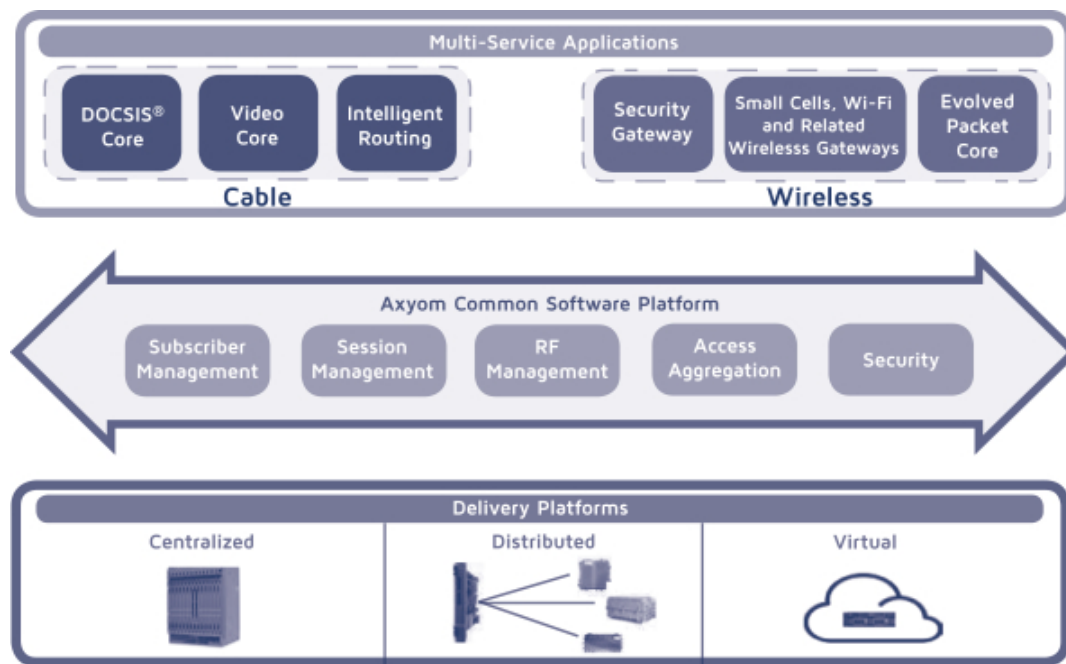 Multi-Service Applications
DOCSIS® Core
Video Core
Intelligent Routing
Security Gateway
Small Cells, Wi-Fi and Related Wirelesss Gateways
Evolved Packet Core
Cable
Wireless
Axyom Common Software Platform
Subscriber Management
Session Management
RF Management
Access Aggregation
Security
Delivery Platforms
Centralized
Distributed
Virtual